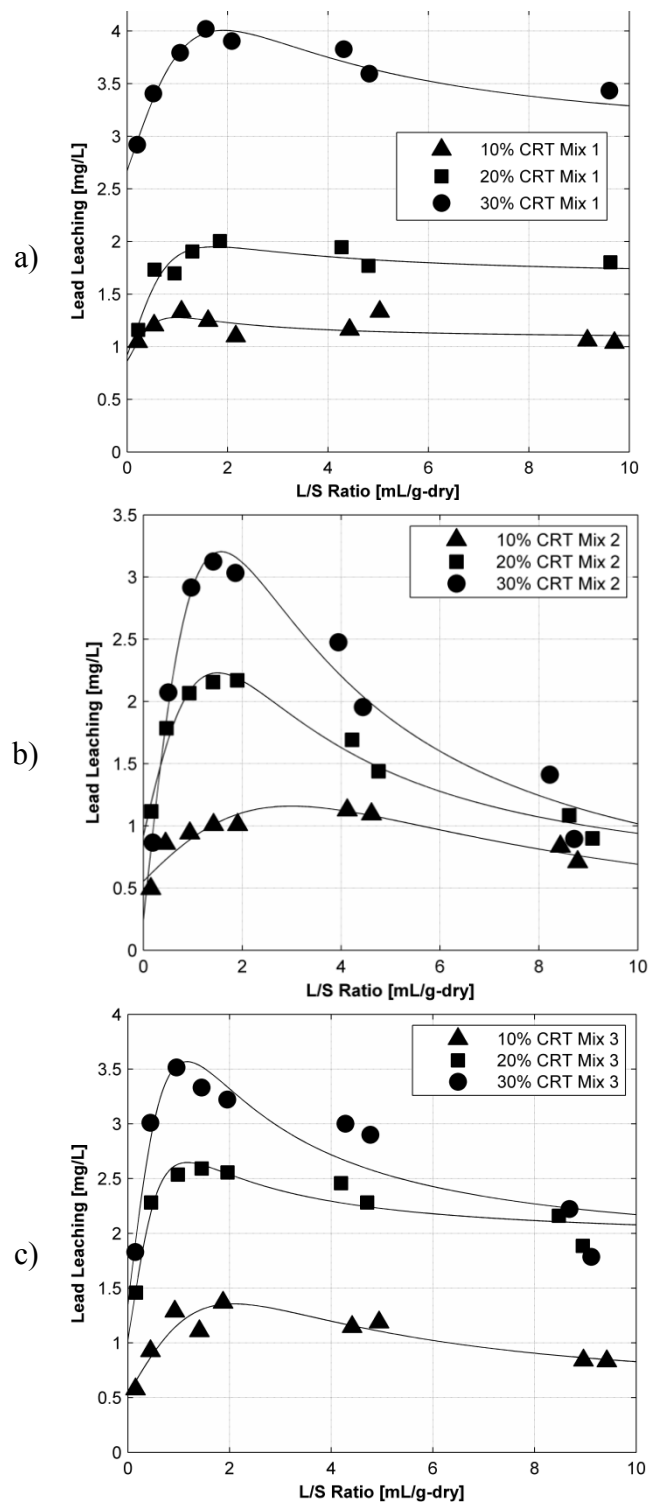 a)
Lead Leaching [mg/L]
4
3.5
3
2.5
2
1.5
1
0.5
0
10% CRT Mix 1
20% CRT Mix 1
30% CRT Mix 1
0 2 4 6 8 10
L/S Ratio [mL/g-dry]
b)
Lead Leaching [mg/L]
3.5
3
2.5
2
1.5
1
0.5
0
10% CRT Mix 2
20% CRT Mix 2
30% CRT Mix 2
0 2 4 6 8 10
L/S Ratio [mL/g-dry]
c)
Lead Leaching [mg/L]
4
3.5
3
2.5
2
1.5
1
0.5
0
10% CRT Mix 3
20% CRT Mix 3
30% CRT Mix 3
0 2 4 6 8 10
L/S Ratio [mL/g-dry]